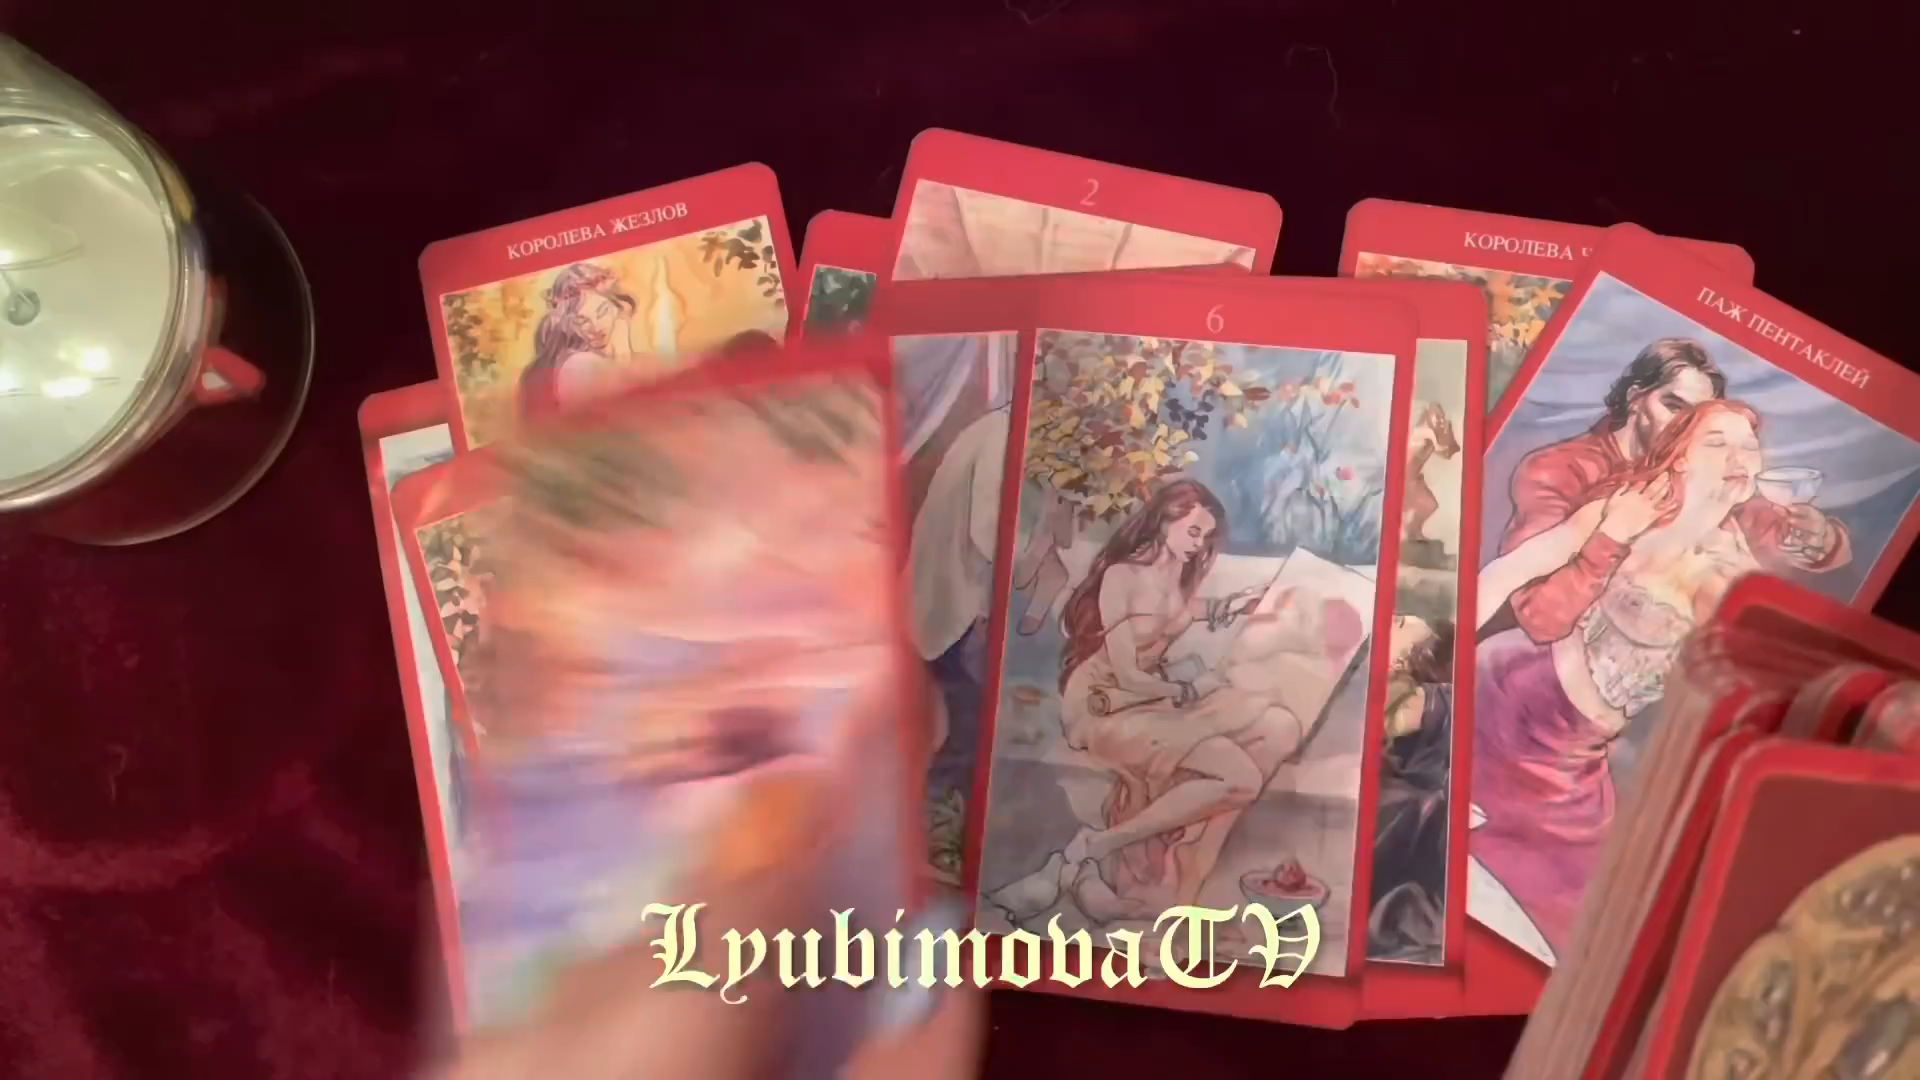 2
КОРОЛЕВА ЖЕЗЛОВ
КОРОЛЕВА
ПАЖ ПЕНТАКЛЕЙ
6
LyubimovaTV